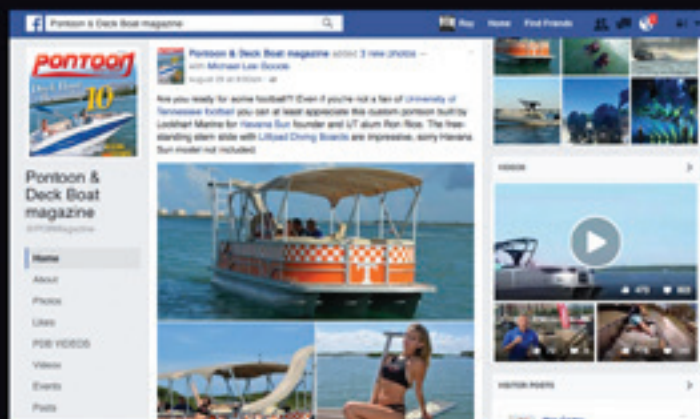 Pontoon & Deck Boat magazine
Roy
Home
Find Friends
PONTOON
Deck Boat
10
Pontoon & Deck Boat magazine added 3 new photos —
with Michael Lee Goode
August 29 at 9:00am
Are you ready for some football?! Even if you're not a fan of University of
Tennessee football you can at least appreciate this custom pontoon built by
Lockhart Marine for Havana Sun founder and UT alum Ron Rice. The free-
standing stern slide with Lillipad Diving Boards are impressive, sorry Havana
Sun model not included.
Pontoon &
Deck Boat
magazine
Home
About
Photos
Likes
PDB VIDEOS
Videos
Events
Posts
T
VIDEOS
VISITOR POSTS